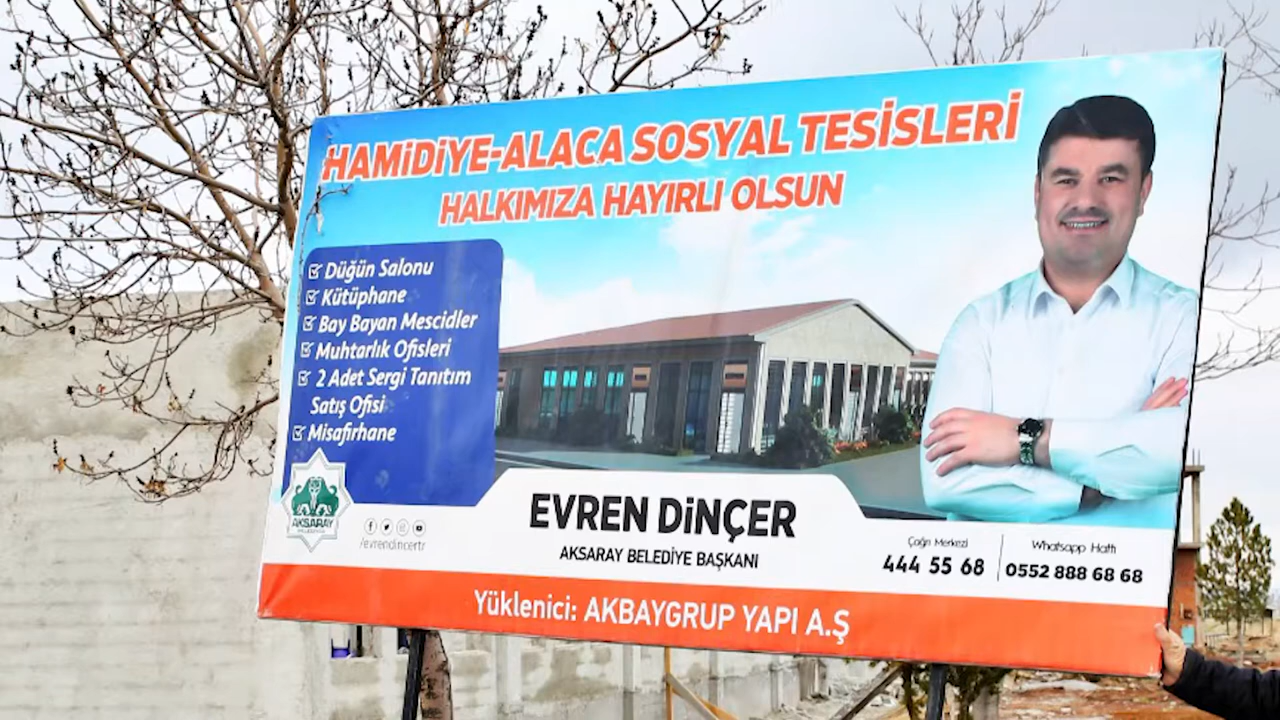 HAMİDİYE-ALACA SOSYAL TESİSLERİ
HALKIMIZA HAYIRLI OLSUN
Düğün Salonu
Kütüphane
Bay Bayan Mescidler
Muhtarlık Ofisleri
2 Adet Sergi Tanıtım
Satış Ofisi
Misafirhane
AKSARAY
/evrendincertr
EVREN DİNÇER
AKSARAY BELEDİYE BAŞKANI
Çağrı Merkezi
444 55 68
Whatsapp Hattı
0552 888 68 68
Yüklenici: AKBAYGRUP YAPI A.Ş